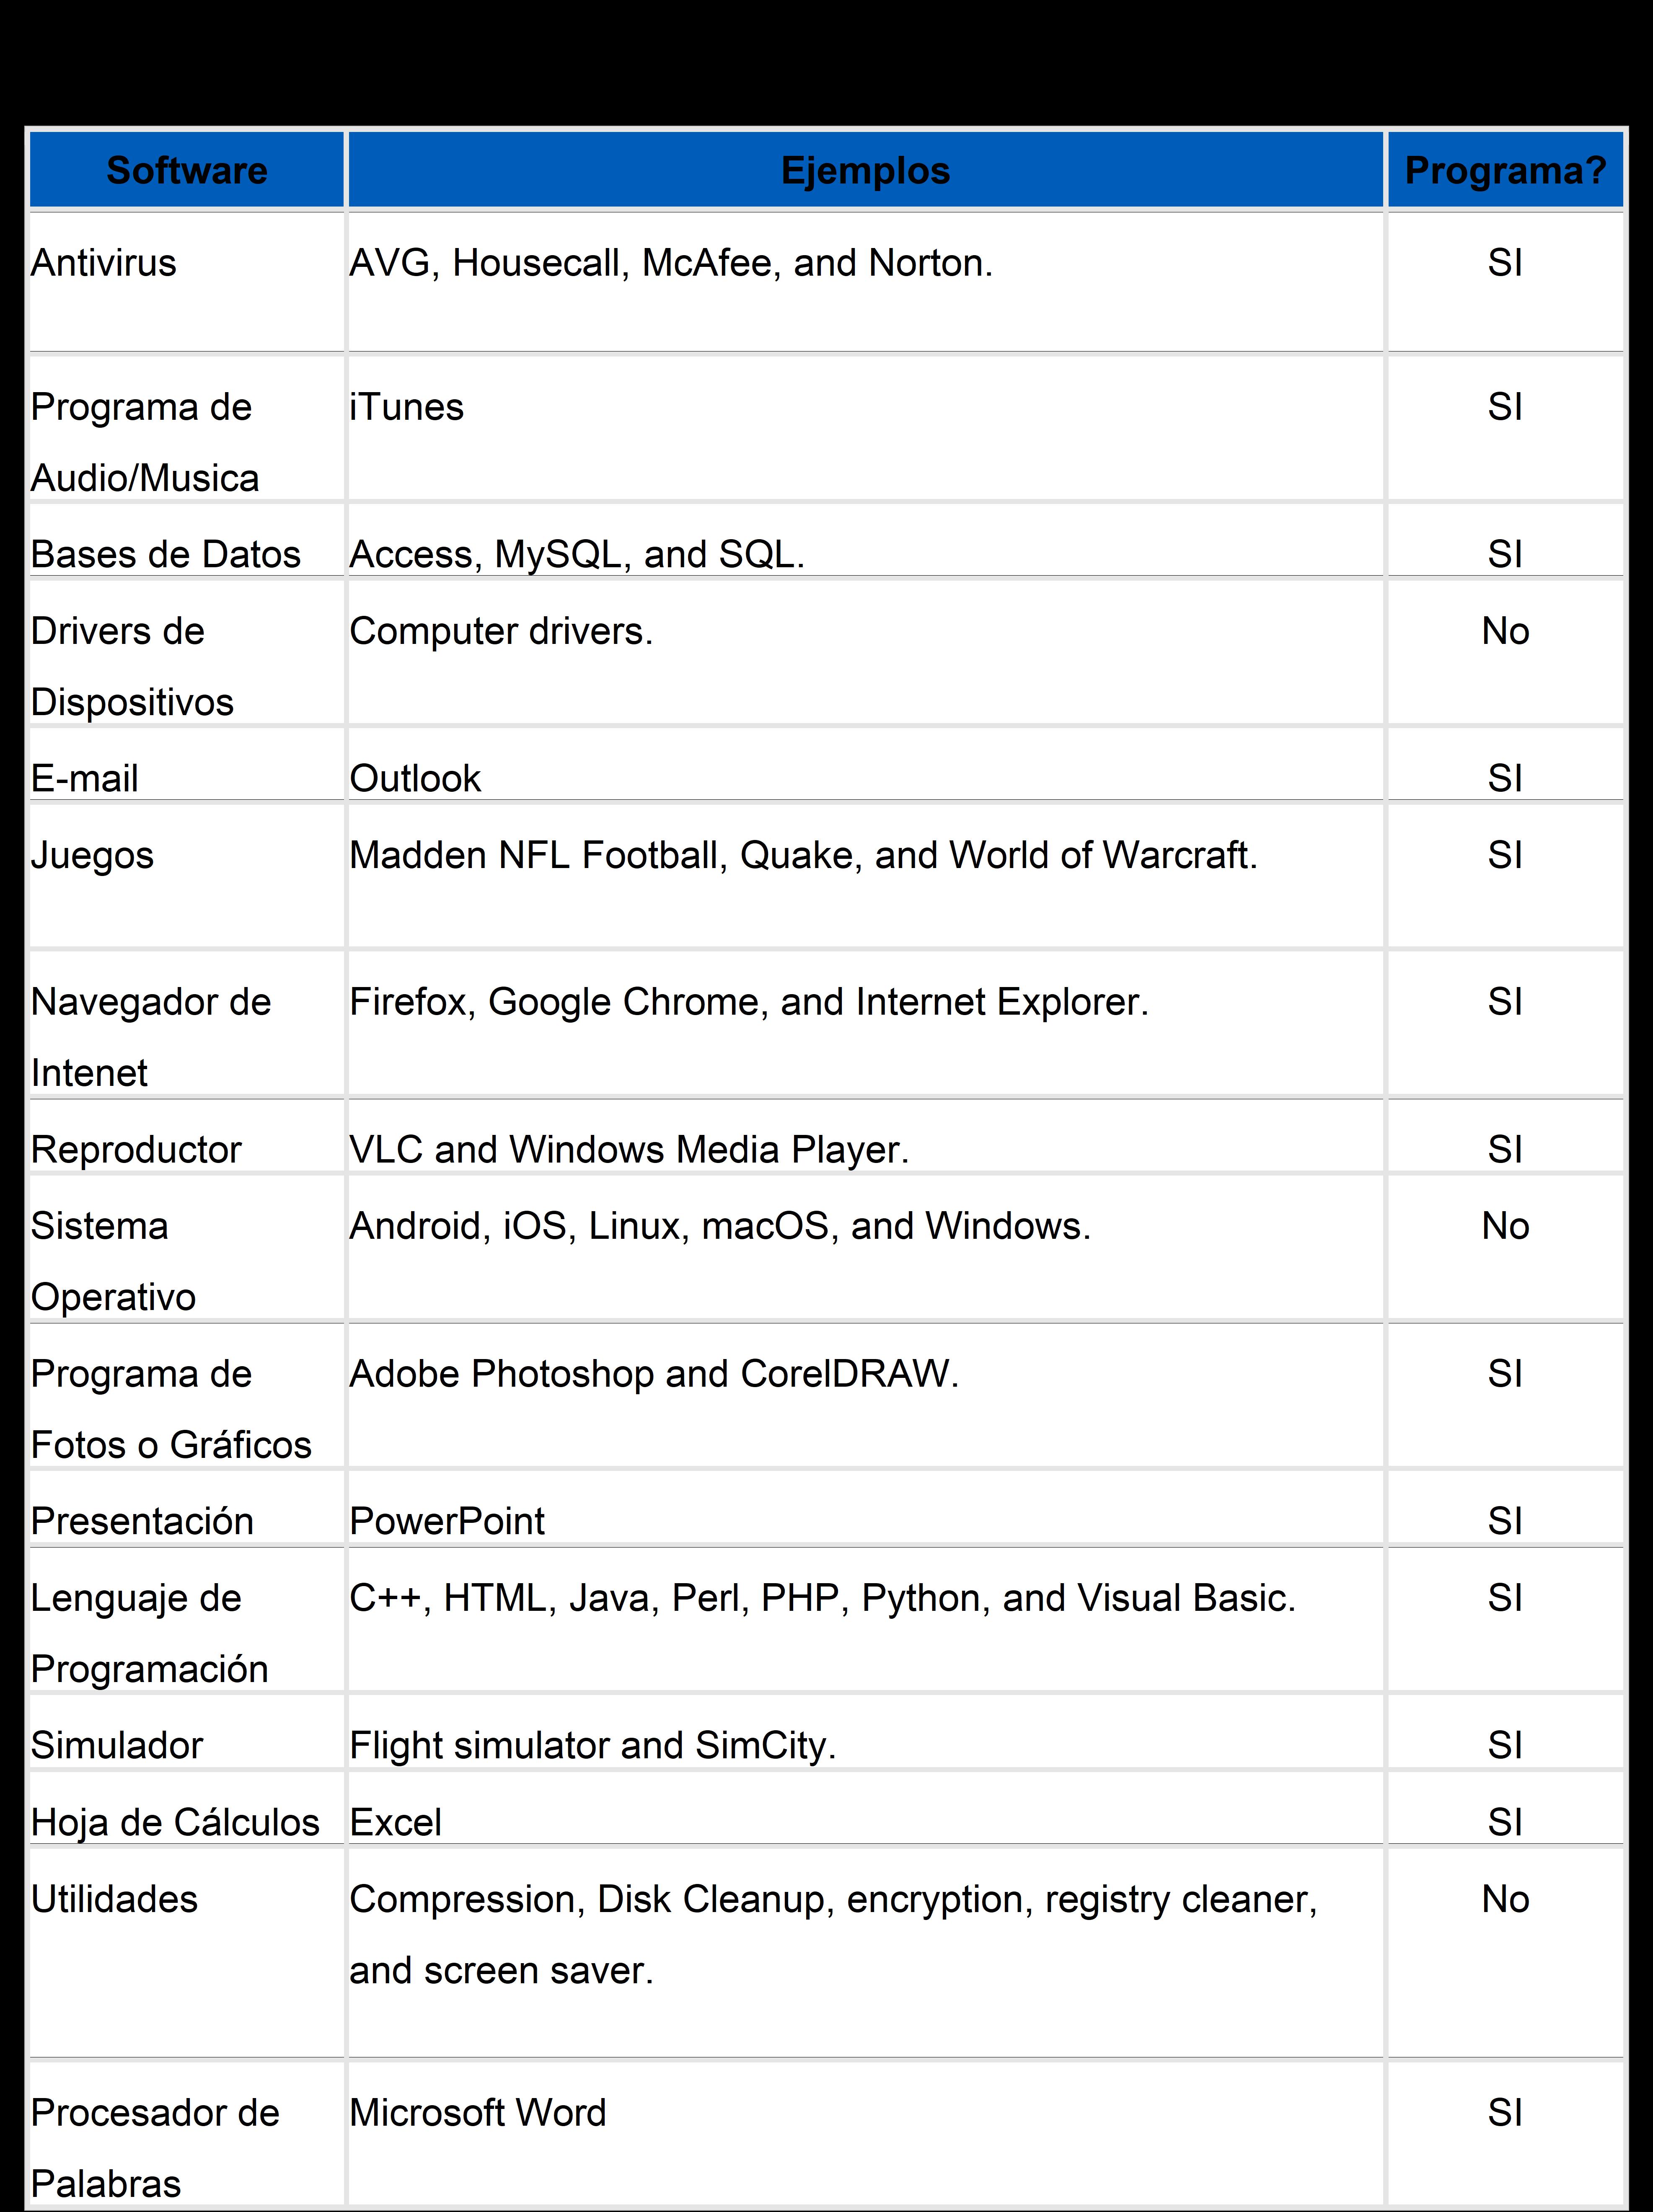 Software Ejemplos Programa?
Antivirus AVG, Housecall, McAfee, and Norton. SI
Programa de iTunes SI
Audio/Musica
Bases de Datos Access, MySQL, and SQL. SI
Drivers de Computer drivers. No
Dispositivos
E-mail Outlook SI
Juegos Madden NFL Football, Quake, and World of Warcraft. SI
Navegador de Firefox, Google Chrome, and Internet Explorer. SI
Intenet
Reproductor VLC and Windows Media Player. SI
Sistema Android, iOS, Linux, macOS, and Windows. No
Operativo
Programa de Adobe Photoshop and CorelDRAW. SI
Fotos o Gráficos
Presentación PowerPoint SI
Lenguaje de C++, HTML, Java, Perl, PHP, Python, and Visual Basic. SI
Programación
Simulador Flight simulator and SimCity. SI
Hoja de Cálculos Excel SI
Utilidades Compression, Disk Cleanup, encryption, registry cleaner, No
and screen saver.
Procesador de Microsoft Word SI
Palabras